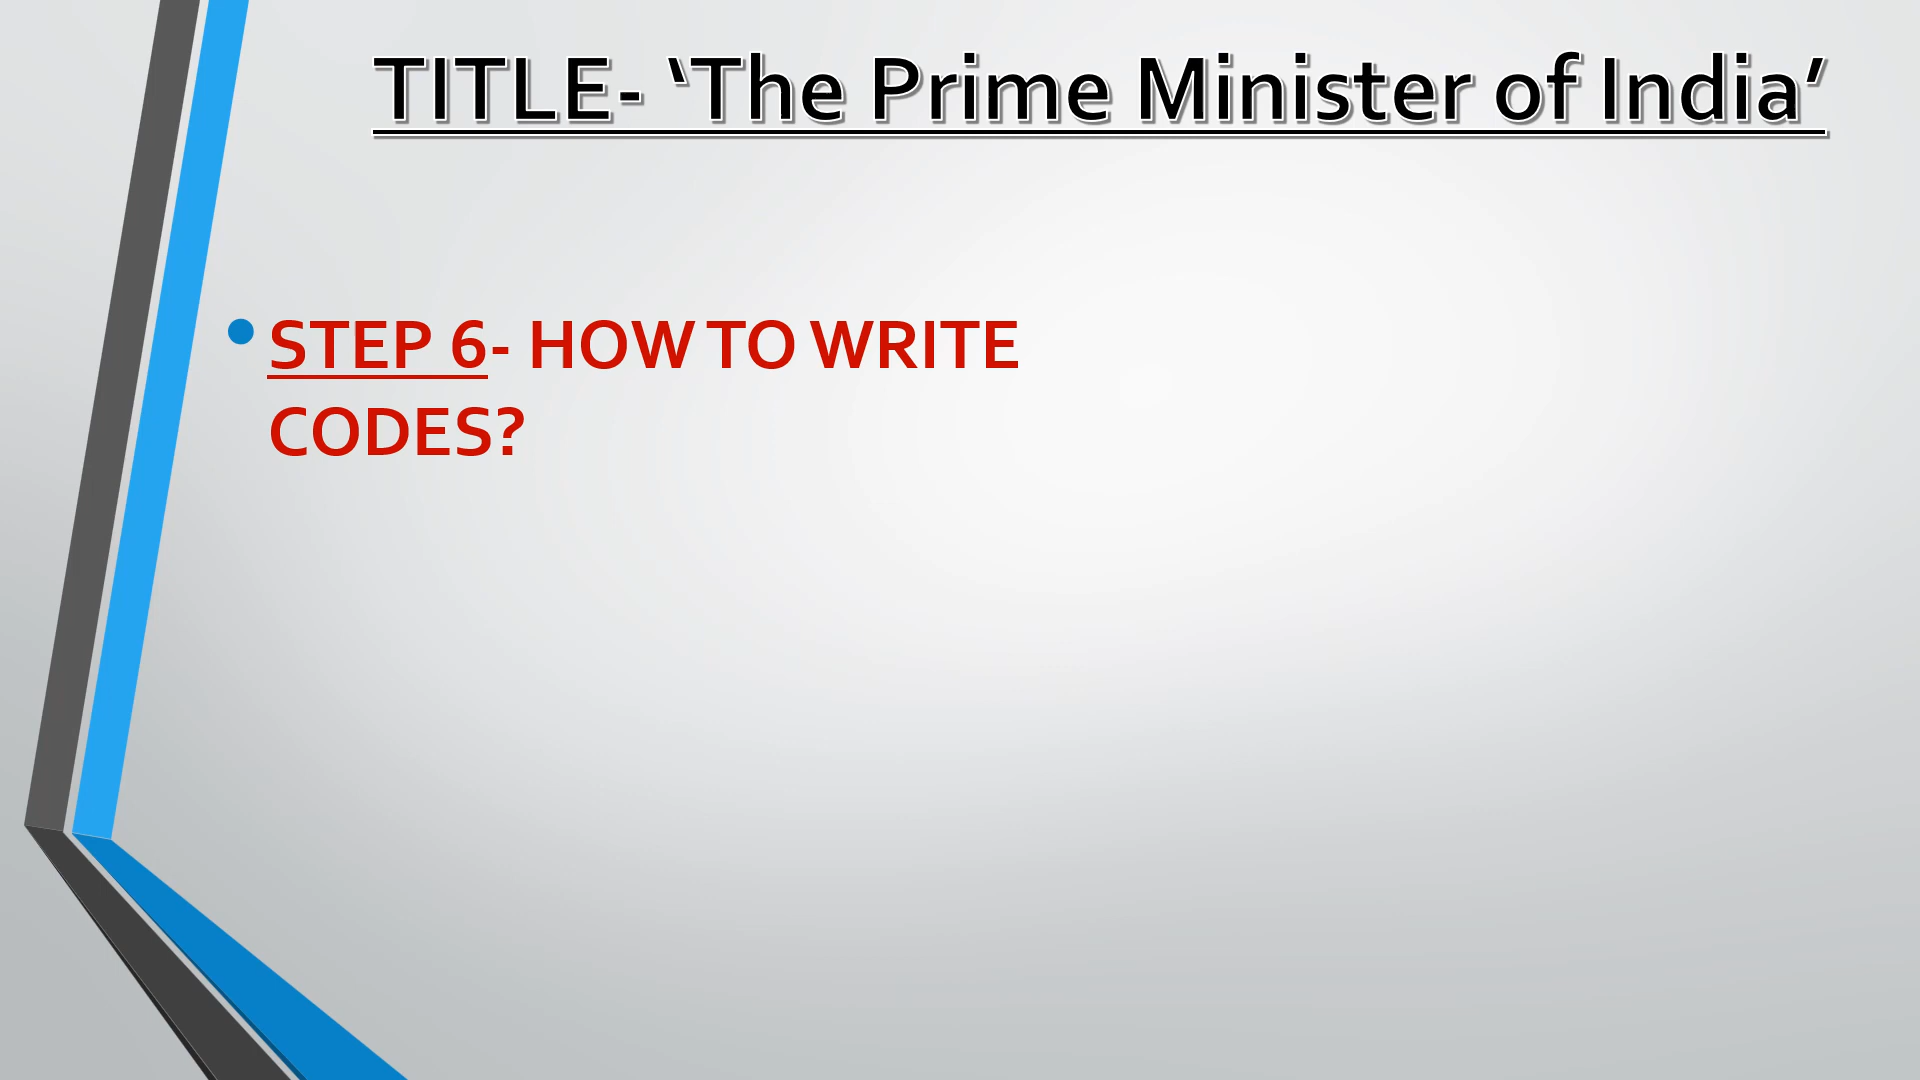 TITLE- ‘The Prime Minister of India’
STEP 6- HOW TO WRITE
CODES?